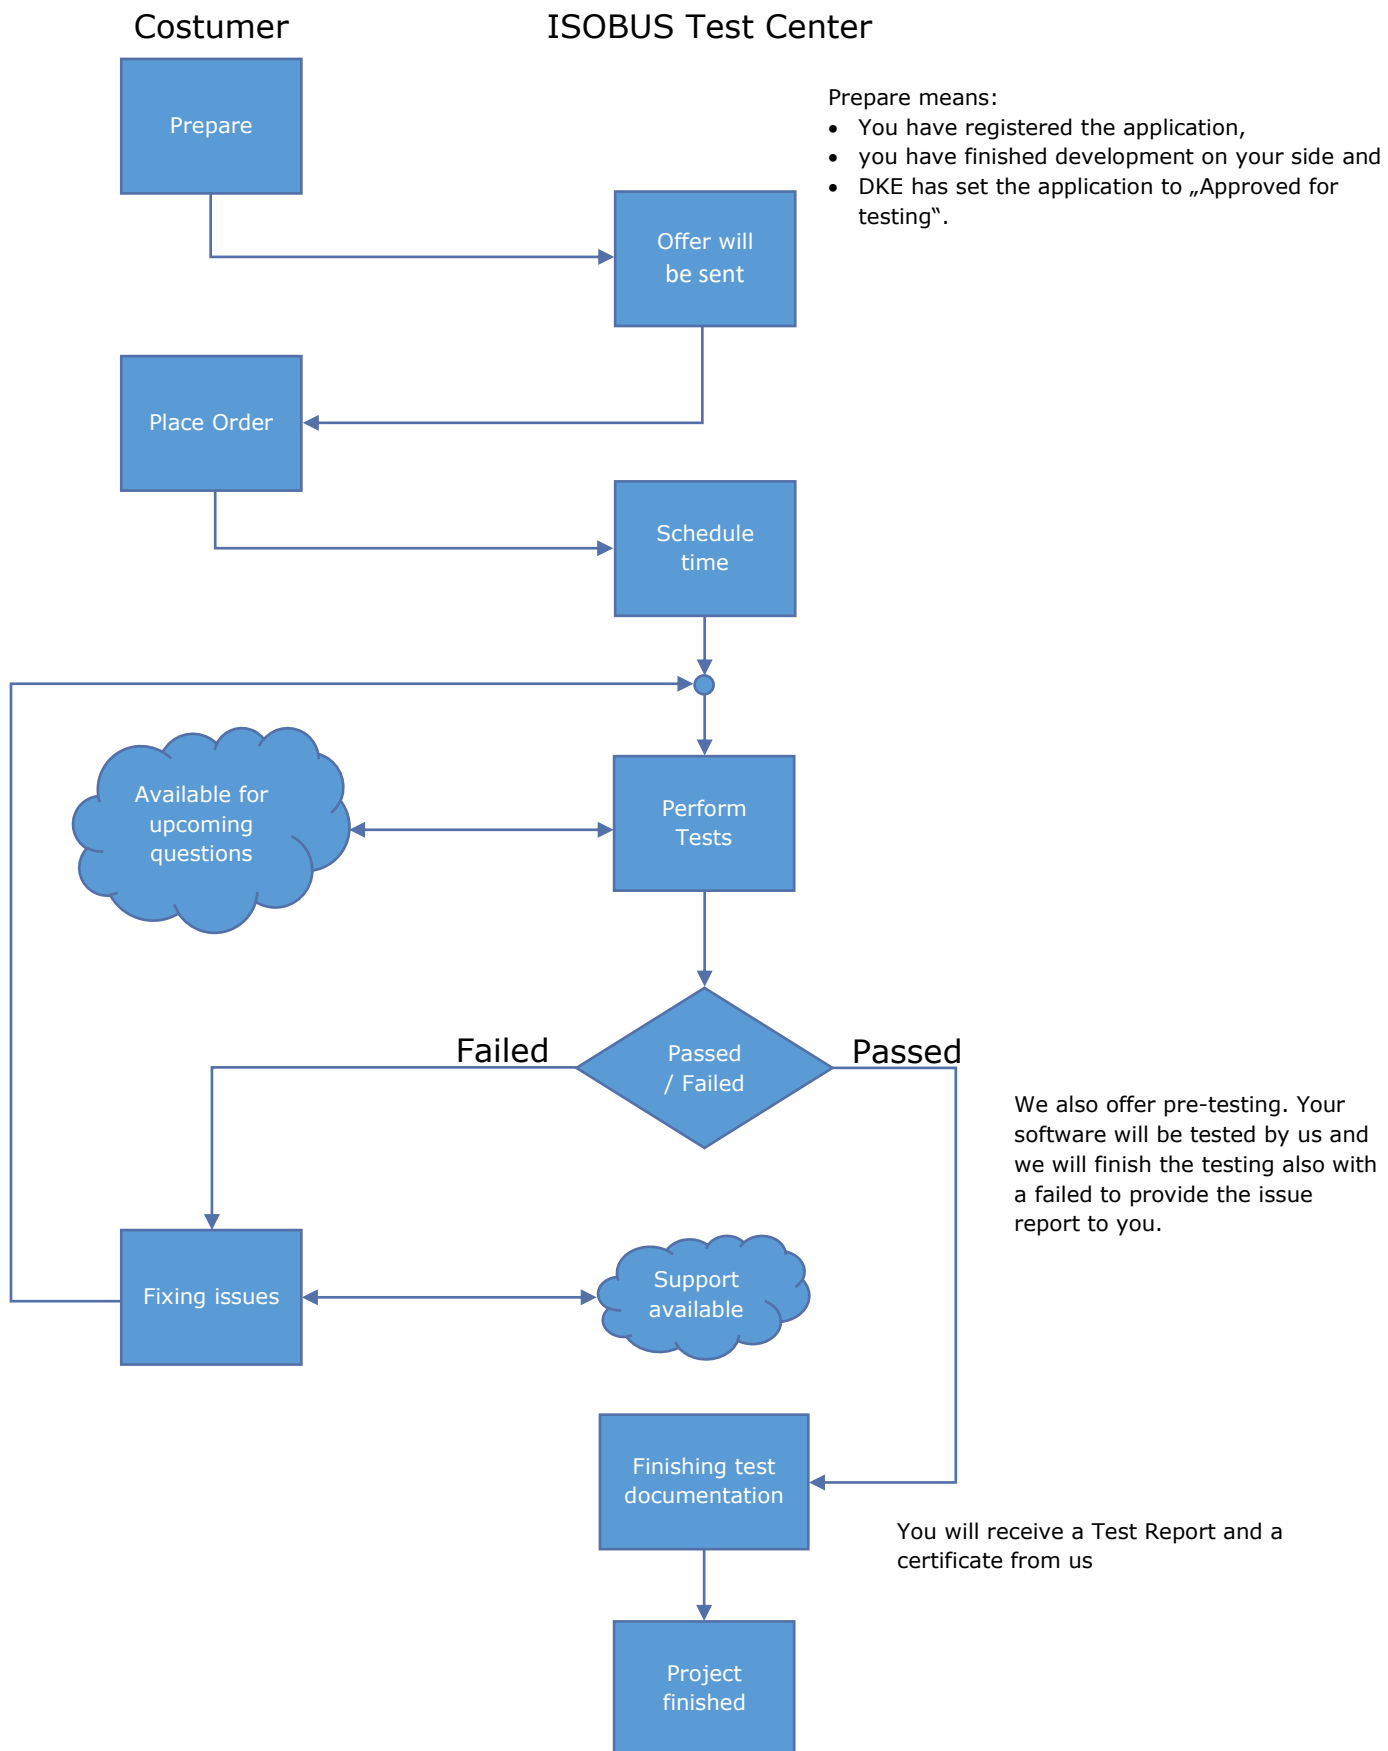 Costumer
ISOBUS Test Center
Prepare
Prepare means:
• You have registered the application,
• you have finished development on your side and
• DKE has set the application to „Approved for
testing“.
Offer will
be sent
Place Order
Schedule
time
Available for
upcoming
questions
Perform
Tests
Failed
Passed
/ Failed
Passed
We also offer pre-testing. Your
software will be tested by us and
we will finish the testing also with
a failed to provide the issue
report to you.
Fixing issues
Support
available
Finishing test
documentation
You will receive a Test Report and a
certificate from us
Project
finished